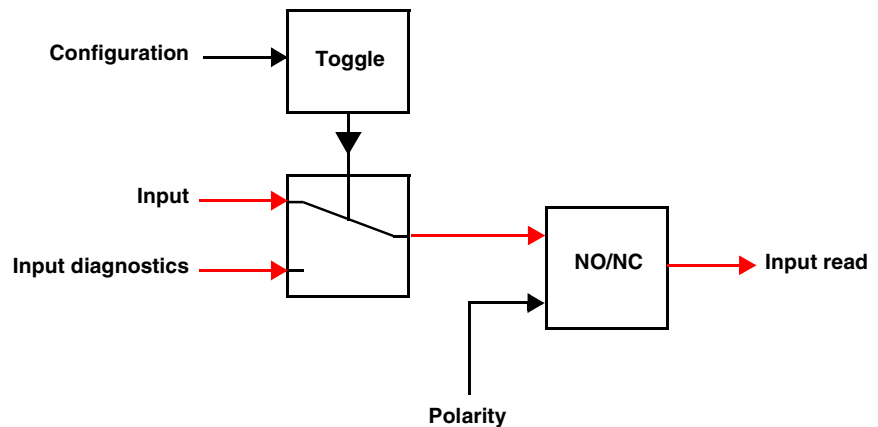 Configuration
Toggle
Input
Input diagnostics
NO/NC
Input read
Polarity